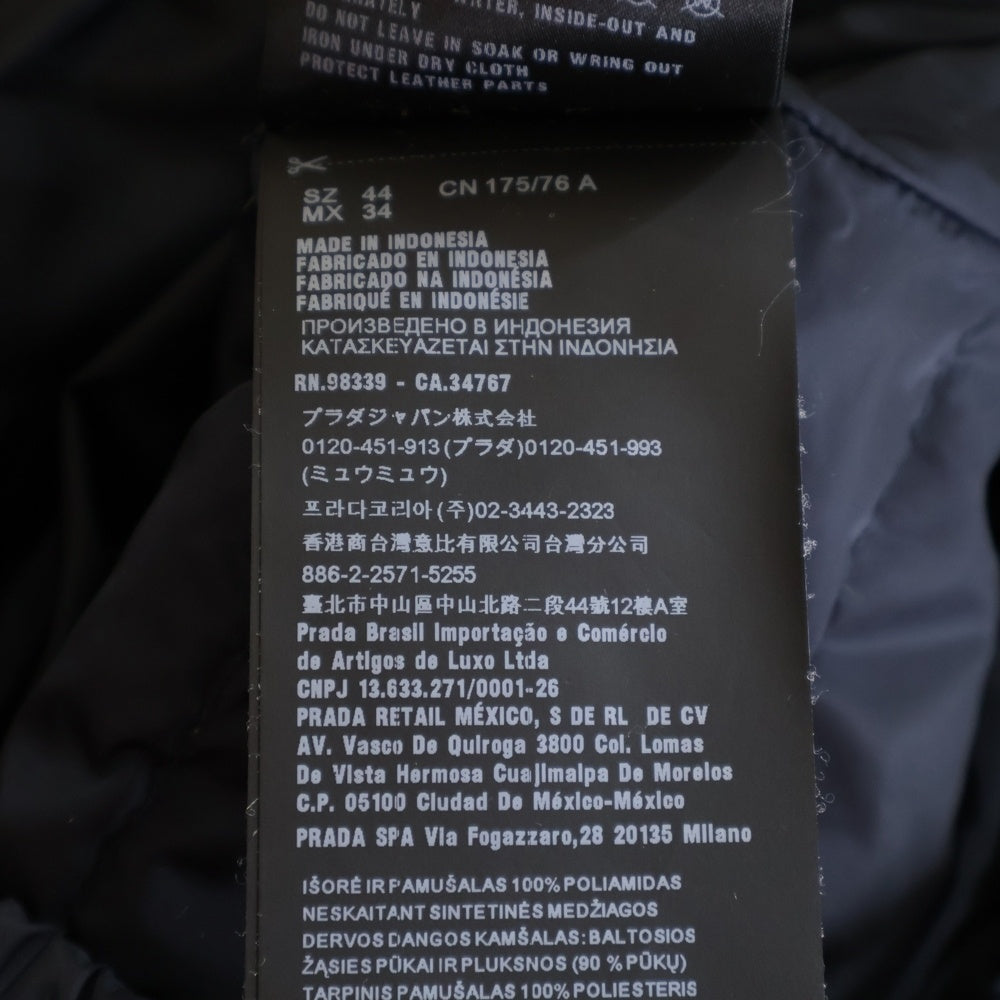 WATER, INSIDE-OUT AND
DO NOT LEAVE IN SOAK OR WRING OUT
IRON UNDER DRY CLOTH
PROTECT LEATHER PARTS
SZ 44 CN 175/76 A
MX 34
MADE IN INDONESIA
FABRICADO EN INDONESIA
FABRICADO NA INDONÉSIA
FABRIQUÉ EN INDONÉSIE
ПРОИЗВЕДЕНО В ИНДОНЕЗИЯ
ΚΑΤΑΣΚΕΥΑΖΕΤΑΙ ΣΤΗΝ ΙΝΔΟΝΗΣΙΑ
RN.98339 - CA.34767
プラダジャパン株式会社
0120-451-913(プラダ)0120-451-993
(ミュウミュウ)
프라다코리아(주)02-3443-2323
香港商台灣意比有限公司台灣分公司
886-2-2571-5255
臺北市中山區中山北路二段44號12樓A室
Prada Brasil Importação e Comércio
de Artigos de Luxo Ltda
CNPJ 13.633.271/0001-26
PRADA RETAIL MÉXICO, S DE RL DE CV
AV. Vasco De Quiroga 3800 Col. Lomas
De Vista Hermosa Cuajimalpa De Morelos
C.P. 05100 Ciudad De México-México
PRADA SPA Via Fogazzaro,28 20135 Milano
IŠORĖ IR PAMUŠALAS 100% POLIAMIDAS
NESKAITANT SINTETINĖS MEDŽIAGOS
DERVOS DANGOS KAMŠALAS: BALTOSIOS
ŽĄSIES PŪKAI IR PLUKSNOS (90 % PŪKŲ)
TARPINIS PAMUŠALAS 100% POLIESTERIS